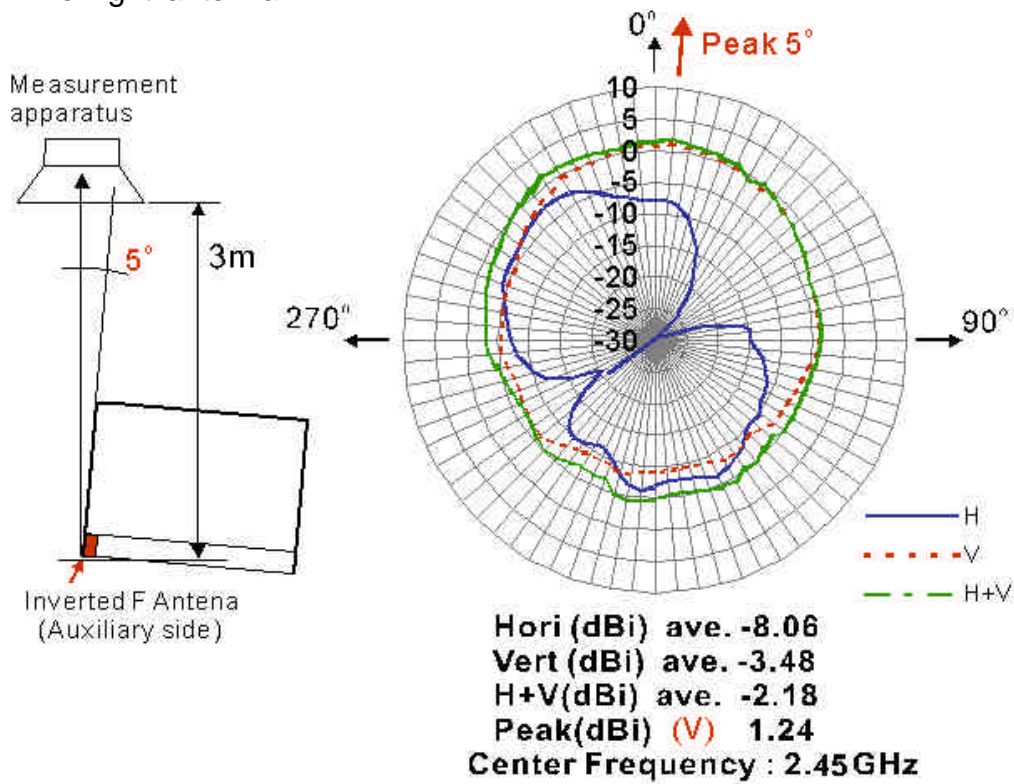 Measurement
apparatus
5°
3m
Inverted F Antena
(Auxiliary side)
0°
Peak 5°
10
5
0
-5
-10
-15
-20
-25
-30
270°
90°
H
V
H+V
Hori (dBi) ave. -8.06
Vert (dBi) ave. -3.48
H+V(dBi) ave. -2.18
Peak(dBi) (V) 1.24
Center Frequency : 2.45GHz